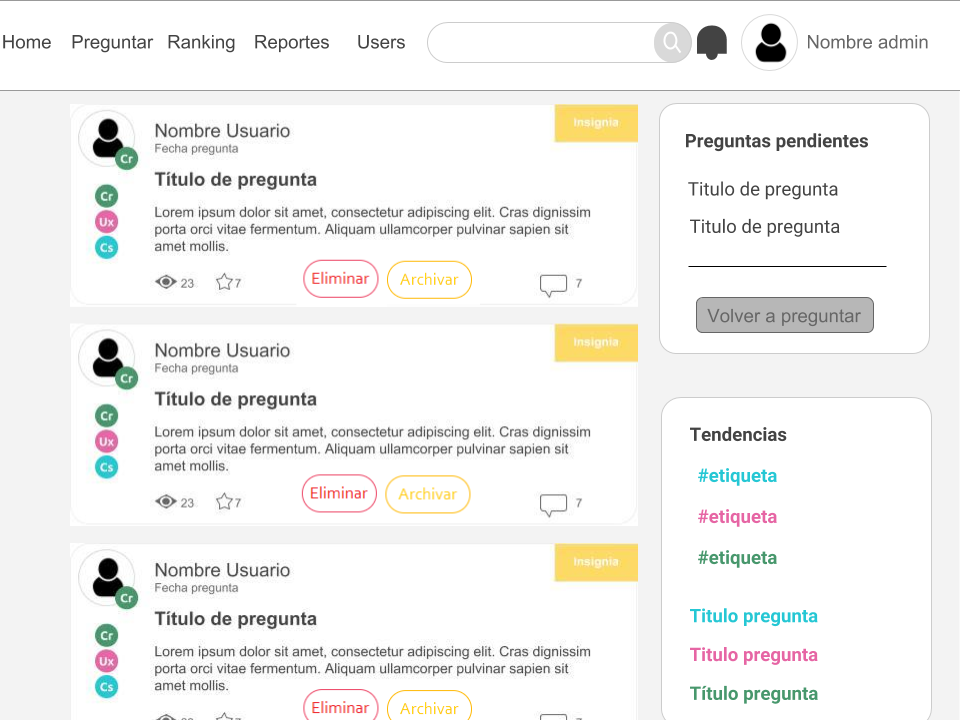 Home Preguntar Ranking Reportes Users Nombre admin
Nombre Usuario
Insignia
Fecha pregunta
Cr
Título de pregunta
Cr
Ux
Cs
Lorem ipsum dolor sit amet, consectetur adipiscing elit. Cras dignissim
porta orci vitae fermentum. Aliquam ullamcorper pulvinar sapien sit
amet mollis.
23 7 Eliminar Archivar 7
Nombre Usuario
Insignia
Fecha pregunta
Cr
Título de pregunta
Cr
Ux
Cs
Lorem ipsum dolor sit amet, consectetur adipiscing elit. Cras dignissim
porta orci vitae fermentum. Aliquam ullamcorper pulvinar sapien sit
amet mollis.
23 7 Eliminar Archivar 7
Nombre Usuario
Insignia
Fecha pregunta
Cr
Título de pregunta
Cr
Ux
Cs
Lorem ipsum dolor sit amet, consectetur adipiscing elit. Cras dignissim
porta orci vitae fermentum. Aliquam ullamcorper pulvinar sapien sit
amet mollis.
Eliminar Archivar
Preguntas pendientes
Titulo de pregunta
Titulo de pregunta
Volver a preguntar
Tendencias
#etiqueta
#etiqueta
#etiqueta
Titulo pregunta
Titulo pregunta
Título pregunta